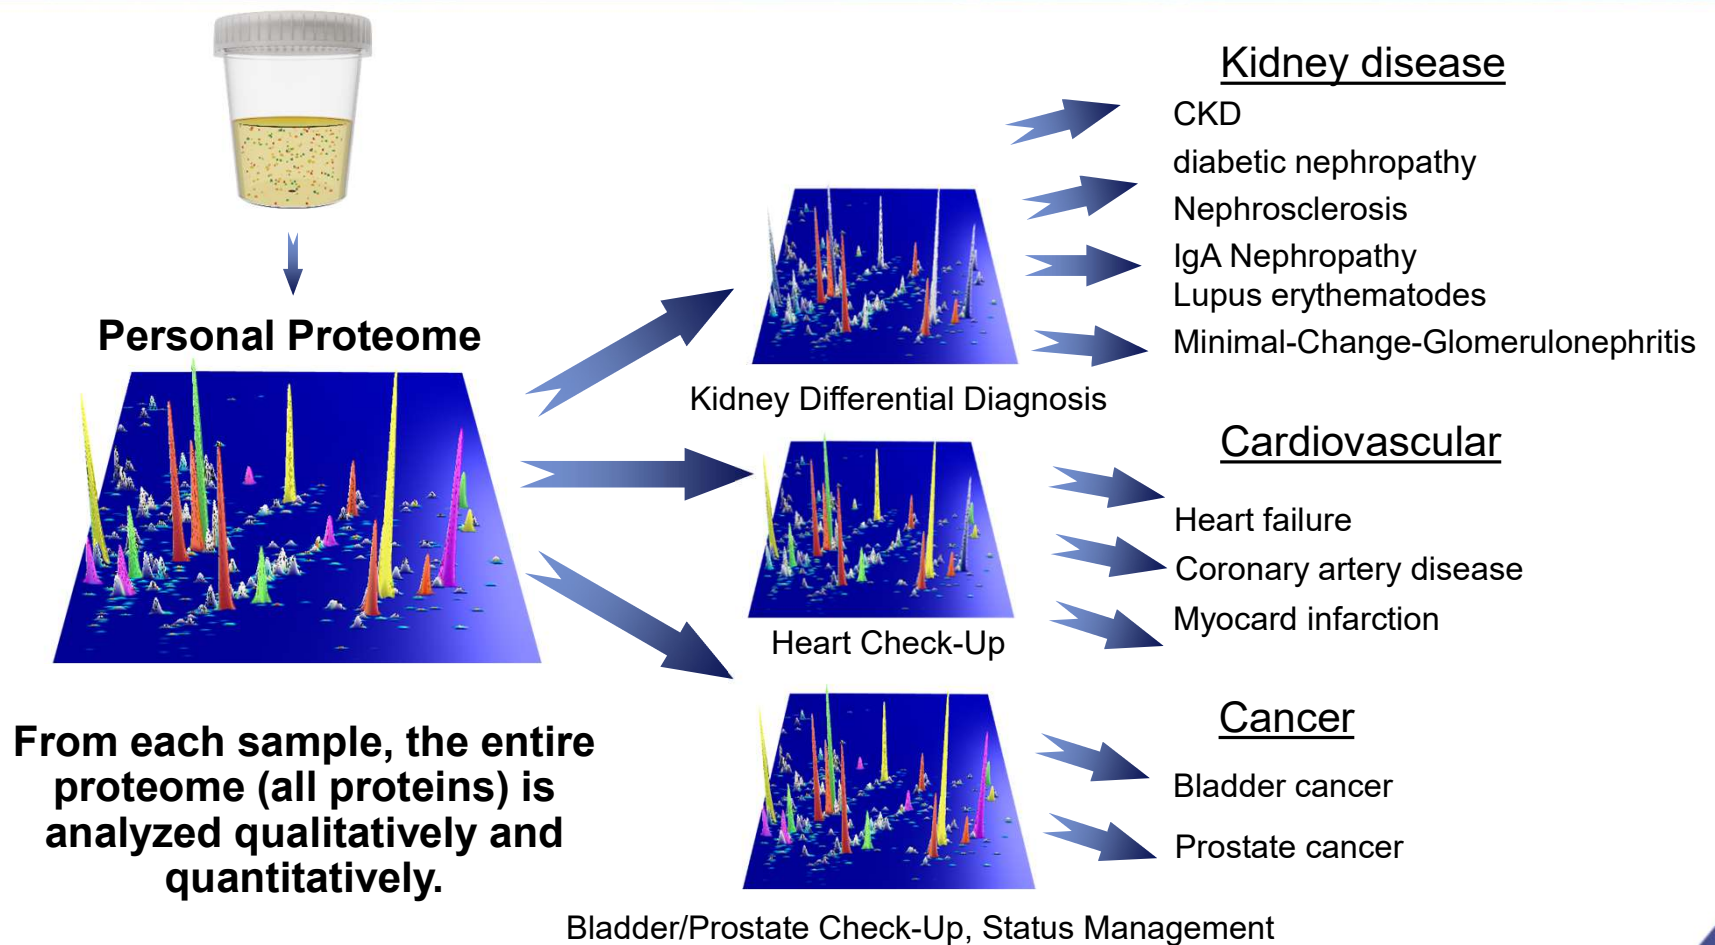 Personal Proteome
From each sample, the entire
proteome (all proteins) is
analyzed qualitatively and
quantitatively.
Kidney Differential Diagnosis
Heart Check-Up
Bladder/Prostate Check-Up, Status Management
Kidney disease
CKD
diabetic nephropathy
Nephrosclerosis
IgA Nephropathy
Lupus erythematodes
Minimal-Change-Glomerulonephritis
Cardiovascular
Heart failure
Coronary artery disease
Myocard infarction
Cancer
Bladder cancer
Prostate cancer